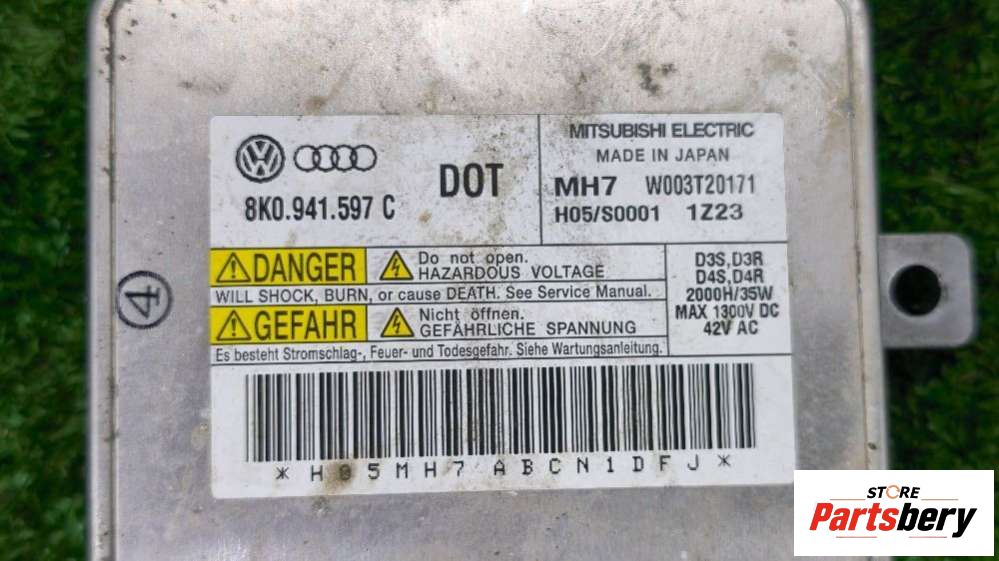 8K0.941.597 C
DOT
MITSUBISHI ELECTRIC
MADE IN JAPAN
MH7 W003T20171
H05/S0001 1Z23
4
DANGER
Do not open.
HAZARDOUS VOLTAGE
WILL SHOCK, BURN, or cause DEATH. See Service Manual.
GEFAHR
Nicht öffnen.
GEFÄHRLICHE SPANNUNG
Es besteht Stromschlag-, Feuer- und Todesgefahr. Siehe Wartungsanleitung.
D3S,D3R
D4S,D4R
2000H/35W
MAX 1300V DC
42V AC
*H05MH7ABCN1DFJ*
STORE
Partsbery